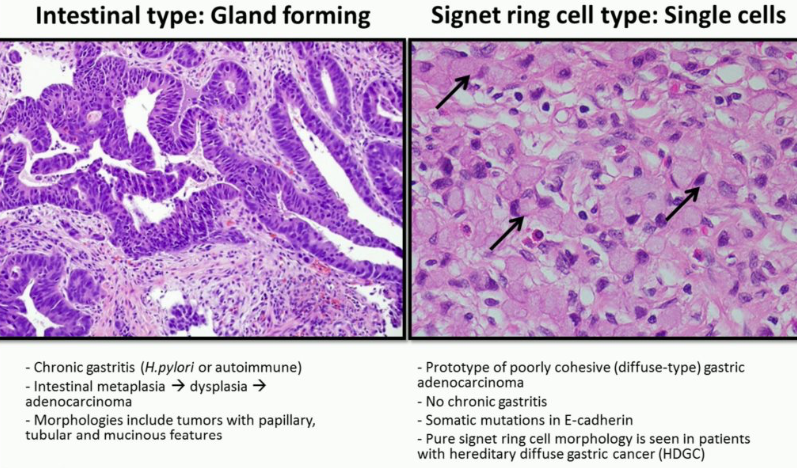 Intestinal type: Gland forming
- Chronic gastritis (H.pylori or autoimmune)
- Intestinal metaplasia → dysplasia →
adenocarcinoma
- Morphologies include tumors with papillary,
tubular and mucinous features
Signet ring cell type: Single cells
- Prototype of poorly cohesive (diffuse-type) gastric
adenocarcinoma
- No chronic gastritis
- Somatic mutations in E-cadherin
- Pure signet ring cell morphology is seen in patients
with hereditary diffuse gastric cancer (HDGC)